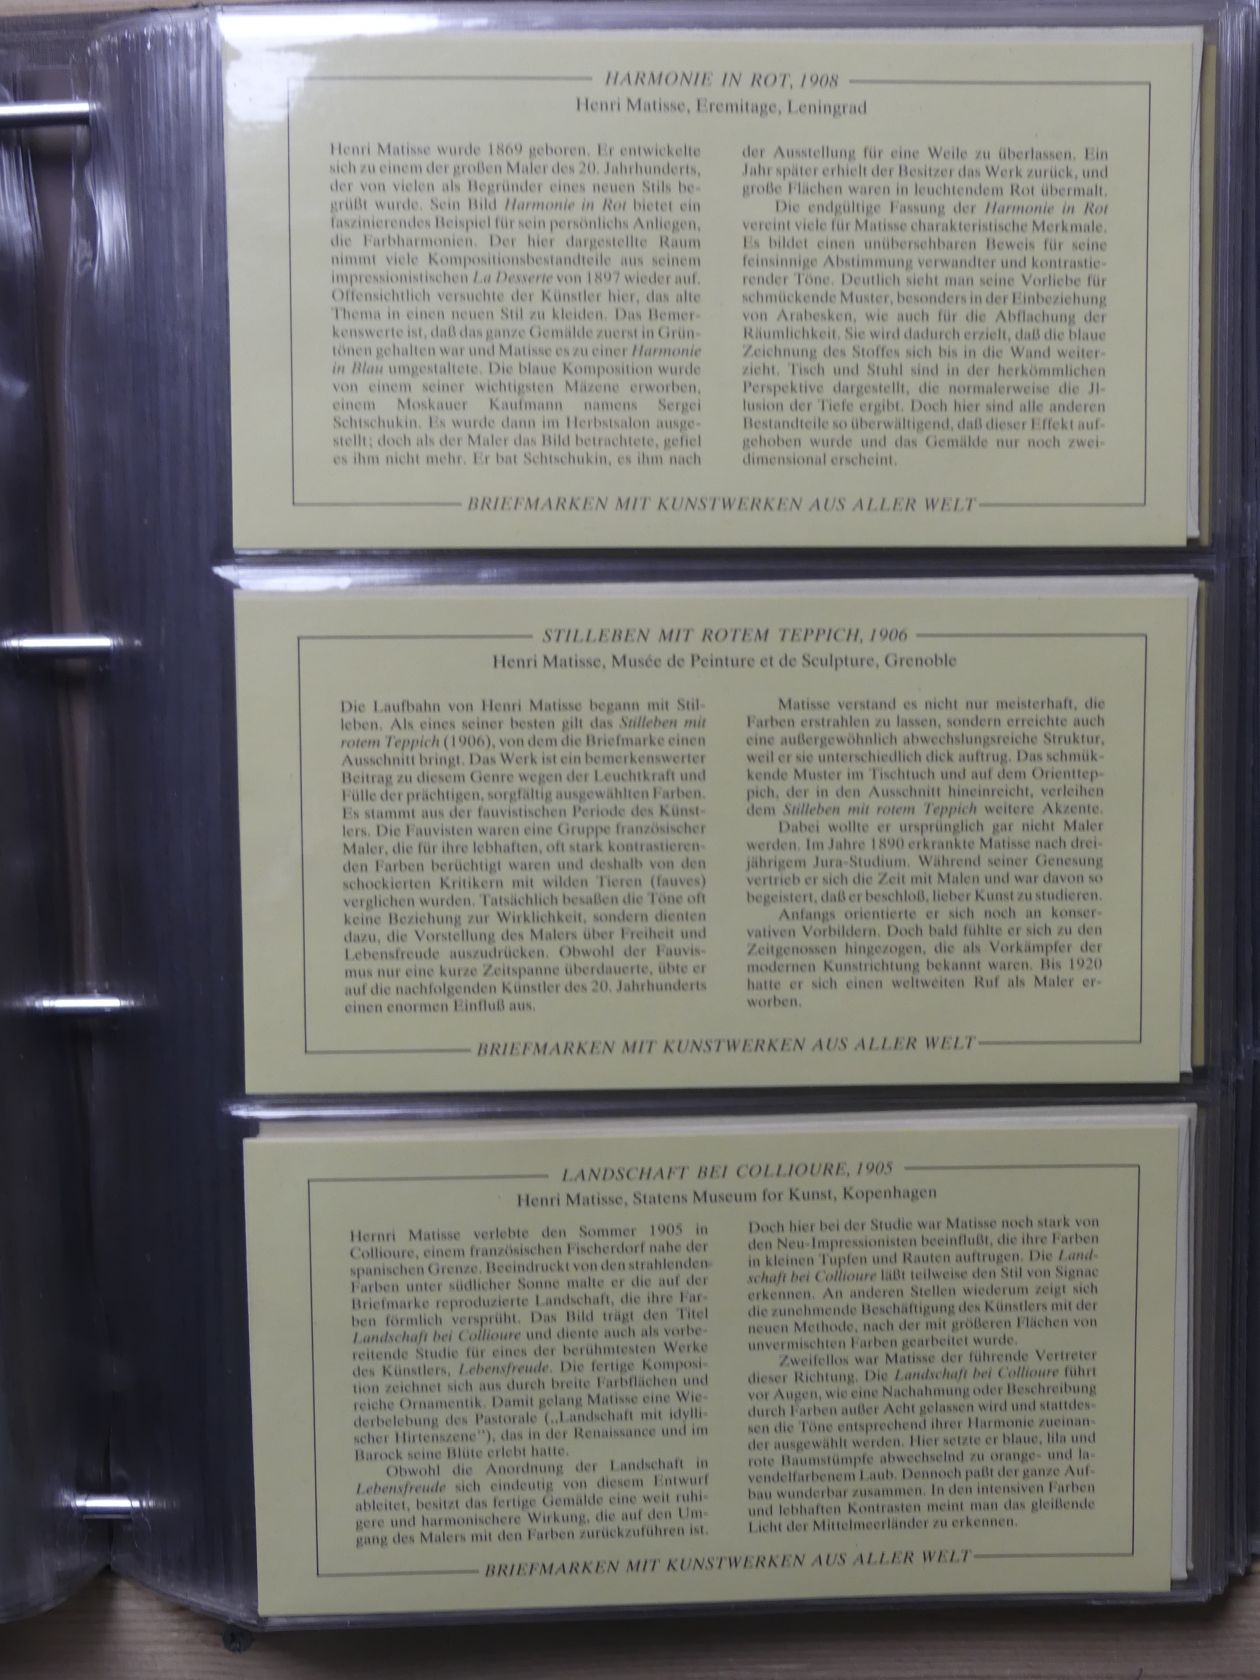 HARMONIE IN ROT, 1908
Henri Matisse, Eremitage, Leningrad
Henri Matisse wurde 1869 geboren. Er entwickelte
sich zu einem der großen Maler des 20. Jahrhunderts,
der von vielen als Begründer eines neuen Stils be-
grüßt wurde. Sein Bild Harmonie in Rot bietet ein
faszinierendes Beispiel für sein persönlichs Anliegen,
die Farbharmonien. Der hier dargestellte Raum
nimmt viele Kompositionsbestandteile aus seinem
impressionistischen La Desserte von 1897 wieder auf.
Offensichtlich versuchte der Künstler hier, das alte
Thema in einen neuen Stil zu kleiden. Das Bemer-
kenswerte ist, daß das ganze Gemälde zuerst in Grün-
tönen gehalten war und Matisse es zu einer Harmonie
in Blau umgestaltete. Die blaue Komposition wurde
von einem seiner wichtigsten Mäzene erworben,
einem Moskauer Kaufmann namens Sergei
Schtschukin. Es wurde dann im Herbstsalon ausge-
stellt; doch als der Maler das Bild betrachtete, gefiel
es ihm nicht mehr. Er bat Schtschukin, es ihm nach
der Ausstellung für eine Weile zu überlassen. Ein
Jahr später erhielt der Besitzer das Werk zurück, und
große Flächen waren in leuchtendem Rot übermalt.
Die endgültige Fassung der Harmonie in Rot
vereint viele für Matisse charakteristische Merkmale.
Es bildet einen unübersehbaren Beweis für seine
feinsinnige Abstimmung verwandter und kontrastie-
render Töne. Deutlich sieht man seine Vorliebe für
schmückende Muster, besonders in der Einbeziehung
von Arabesken, wie auch für die Abflachung der
Räumlichkeit. Sie wird dadurch erzielt, daß die blaue
Zeichnung des Stoffes sich bis in die Wand weiter-
zieht. Tisch und Stuhl sind in der herkömmlichen
Perspektive dargestellt, die normalerweise die Il-
lusion der Tiefe ergibt. Doch hier sind alle anderen
Bestandteile so überwältigend, daß dieser Effekt auf-
gehoben wurde und das Gemälde nur noch zwei-
dimensional erscheint.
BRIEFMARKEN MIT KUNSTWERKEN AUS ALLER WELT
STILLEBEN MIT ROTEM TEPPICH, 1906
Henri Matisse, Musée de Peinture et de Sculpture, Grenoble
Die Laufbahn von Henri Matisse begann mit Stil-
leben. Als eines seiner besten gilt das Stilleben mit
rotem Teppich (1906), von dem die Briefmarke einen
Ausschnitt bringt. Das Werk ist ein bemerkenswerter
Beitrag zu diesem Genre wegen der Leuchtkraft und
Fülle der prächtigen, sorgfältig ausgewählten Farben.
Es stammt aus der fauvistischen Periode des Künst-
lers. Die Fauvisten waren eine Gruppe französischer
Maler, die für ihre lebhaften, oft stark kontrastieren-
den Farben berüchtigt waren und deshalb von den
schockierten Kritikern mit wilden Tieren (fauves)
verglichen wurden. Tatsächlich besaßen die Töne oft
keine Beziehung zur Wirklichkeit, sondern dienten
dazu, die Vorstellung des Malers über Freiheit und
Lebensfreude auszudrücken. Obwohl der Fauvis-
mus nur eine kurze Zeitspanne überdauerte, übte er
auf die nachfolgenden Künstler des 20. Jahrhunderts
einen enormen Einfluß aus.
Matisse verstand es nicht nur meisterhaft, die
Farben erstrahlen zu lassen, sondern erreichte auch
eine außergewöhnlich abwechslungsreiche Struktur,
weil er sie unterschiedlich dick auftrug. Das schmük-
kende Muster im Tischtuch und auf dem Orienttep-
pich, der in den Ausschnitt hineinreicht, verleihen
dem Stilleben mit rotem Teppich weitere Akzente.
Dabei wollte er ursprünglich gar nicht Maler
werden. Im Jahre 1890 erkrankte Matisse nach drei-
jährigem Jura-Studium. Während seiner Genesung
vertrieb er sich die Zeit mit Malen und war davon so
begeistert, daß er beschloß, lieber Kunst zu studieren.
Anfangs orientierte er sich noch an konser-
vativen Vorbildern. Doch bald fühlte er sich zu den
Zeitgenossen hingezogen, die als Vorkämpfer der
modernen Kunstrichtung bekannt waren. Bis 1920
hatte er sich einen weltweiten Ruf als Maler er-
worben.
BRIEFMARKEN MIT KUNSTWERKEN AUS ALLER WELT
LANDSCHAFT BEI COLLIOURE, 1905
Henri Matisse, Statens Museum for Kunst, Kopenhagen
Hernri Matisse verlebte den Sommer 1905 in
Collioure, einem französischen Fischerdorf nahe der
spanischen Grenze. Beeindruckt von den strahlenden
Farben unter südlicher Sonne malte er die auf der
Briefmarke reproduzierte Landschaft, die ihre Far-
ben förmlich versprüht. Das Bild trägt den Titel
Landschaft bei Collioure und diente auch als vorbe-
reitende Studie für eines der berühmtesten Werke
des Künstlers, Lebensfreude. Die fertige Komposi-
tion zeichnet sich aus durch breite Farbflächen und
reiche Ornamentik. Damit gelang Matisse eine Wie-
derbelebung des Pastorale („Landschaft mit idylli-
scher Hirtenszene“), das in der Renaissance und im
Barock seine Blüte erlebt hatte.
Obwohl die Anordnung der Landschaft in
Lebensfreude sich eindeutig von diesem Entwurf
ableitet, besitzt das fertige Gemälde eine weit ruhi-
gere und harmonischere Wirkung, die auf den Um-
gang des Malers mit den Farben zurückzuführen ist.
Doch hier bei der Studie war Matisse noch stark von
den Neu-Impressionisten beeinflußt, die ihre Farben
in kleinen Tupfen und Rauten auftrugen. Die Land-
schaft bei Collioure läßt teilweise den Stil von Signac
erkennen. An anderen Stellen wiederum zeigt sich
die zunehmende Beschäftigung des Künstlers mit der
neuen Methode, nach der mit größeren Flächen von
unvermischten Farben gearbeitet wurde.
Zweifellos war Matisse der führende Vertreter
dieser Richtung. Die Landschaft bei Collioure führt
vor Augen, wie eine Nachahmung oder Beschreibung
durch Farben außer Acht gelassen wird und stattdes-
sen die Töne entsprechend ihrer Harmonie zueinan-
der ausgewählt werden. Hier setzte er blaue, lila und
rote Baumstümpfe abwechselnd zu orange- und la-
vendelfarbenem Laub. Dennoch paßt der ganze Auf-
bau wunderbar zusammen. In den intensiven Farben
und lebhaften Kontrasten meint man das gleißende
Licht der Mittelmeerländer zu erkennen.
BRIEFMARKEN MIT KUNSTWERKEN AUS ALLER WELT